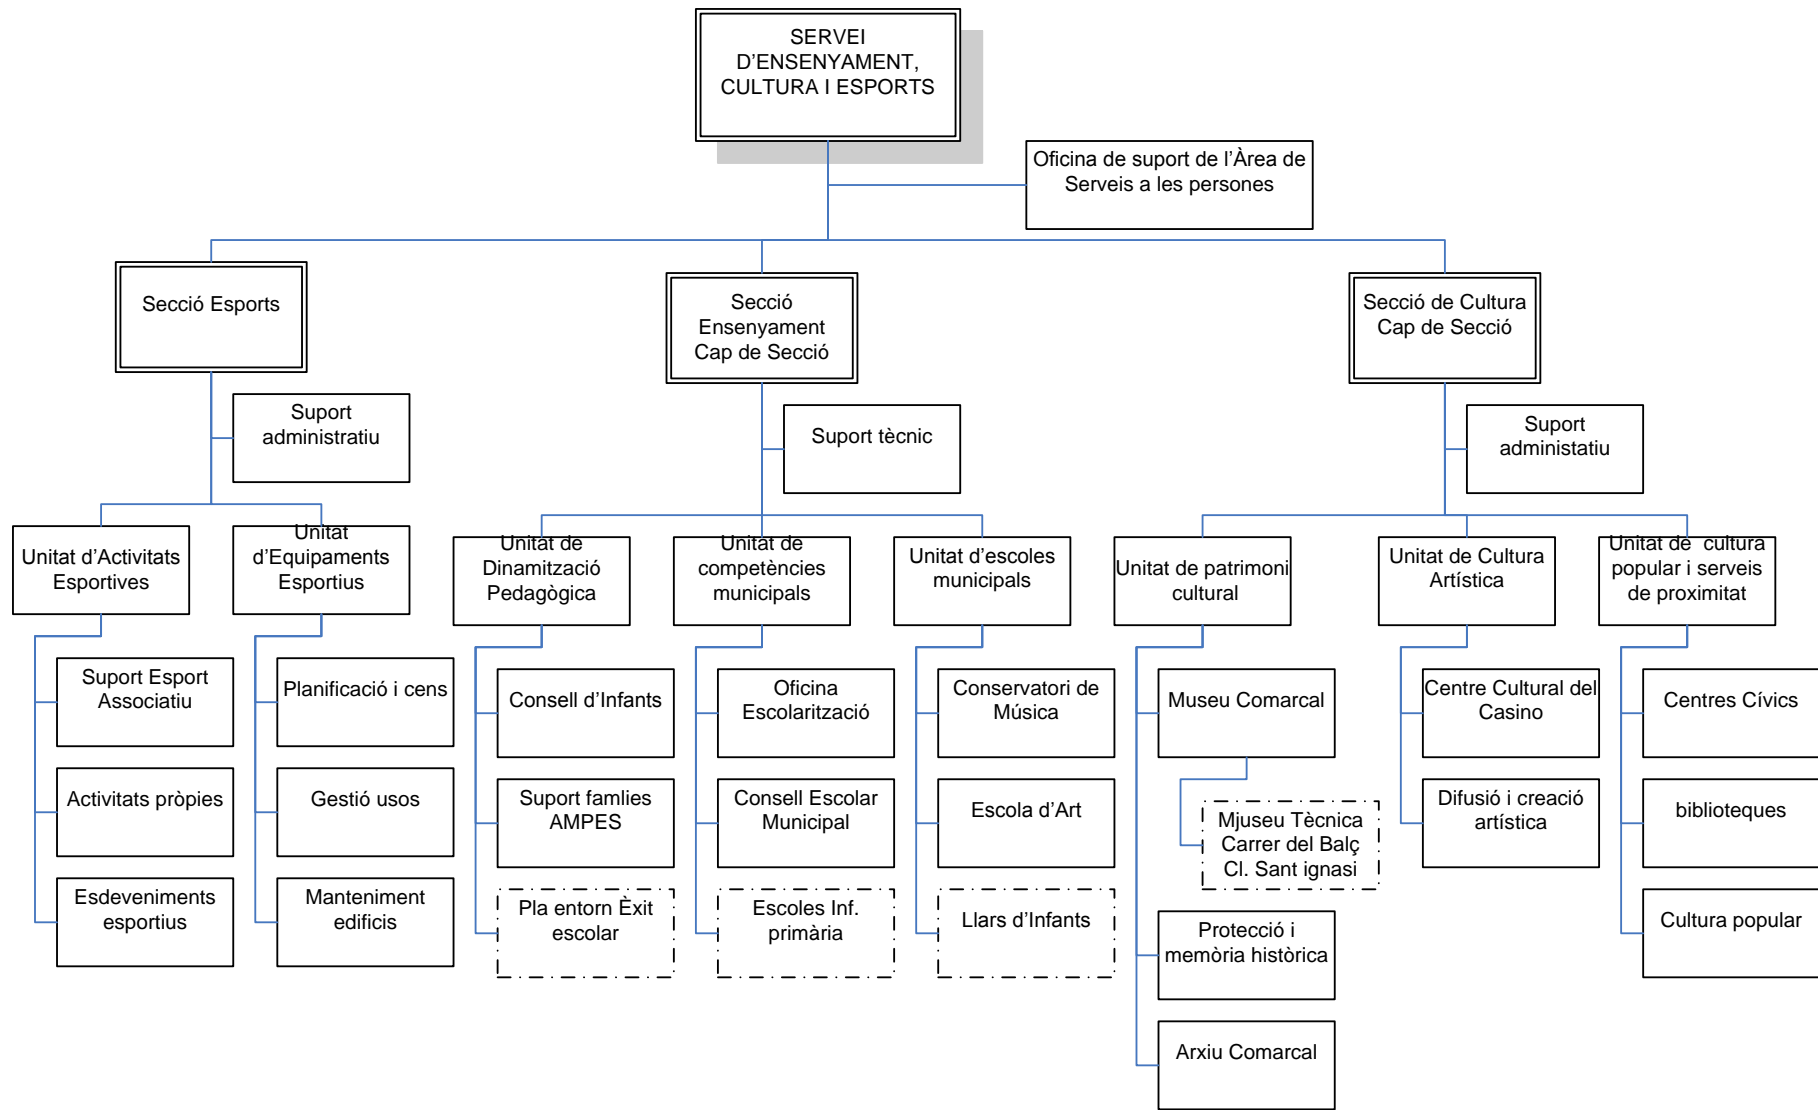 SERVEI
D'ENSENYAMENT,
CULTURA I ESPORTS
Oficina de suport de l'Àrea de
Serveis a les persones
Secció Esports
Secció
Ensenyament
Cap de Secció
Secció de Cultura
Cap de Secció
Suport
administratiu
Suport tècnic
Suport
administatiu
Unitat d'Activitats
Esportives
Unitat
d'Equipaments
Esportius
Unitat de
Dinamització
Pedagògica
Unitat de
competències
municipals
Unitat d'escoles
municipals
Unitat de patrimoni
cultural
Unitat de Cultura
Artística
Unitat de cultura
popular i serveis
de proximitat
Suport Esport
Associatiu
Planificació i cens
Consell d'Infants
Oficina
Escolarització
Conservatori de
Música
Museu Comarcal
Centre Cultural del
Casino
Centres Cívics
Activitats pròpies
Gestió usos
Suport famlies
AMPES
Consell Escolar
Municipal
Escola d'Art
Mjuseu Tècnica
Carrer del Balç
Cl. Sant ignasi
Difusió i creació
artística
biblioteques
Esdeveniments
esportius
Manteniment
edificis
Pla entorn Èxit
escolar
Escoles Inf.
primària
Llars d'Infants
Protecció i
memòria històrica
Cultura popular
Arxiu Comarcal